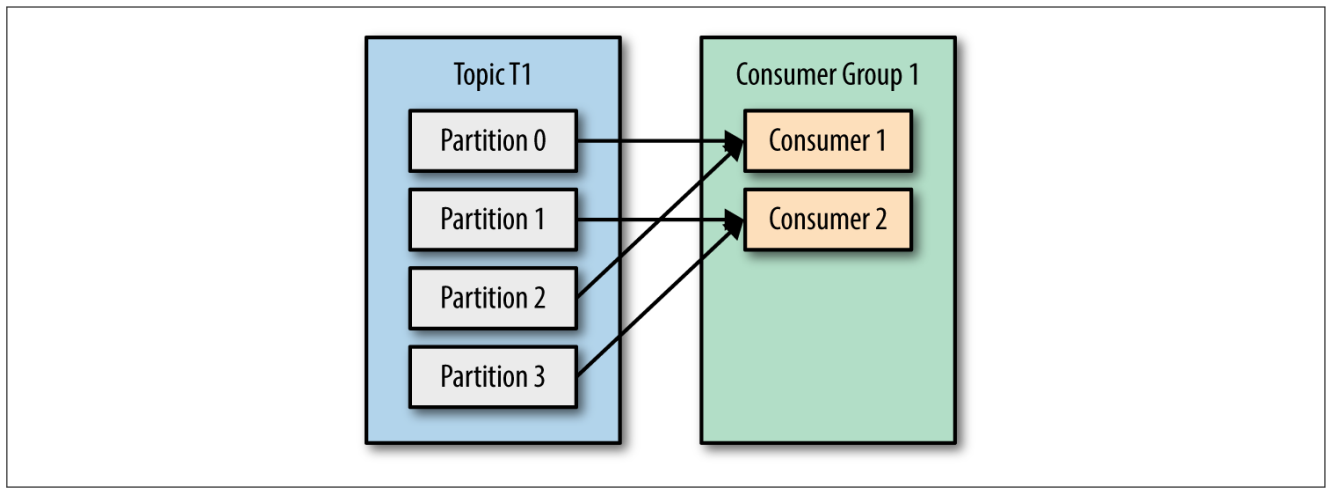 Topic T1
Partition 0
Partition 1
Partition 2
Partition 3
Consumer Group 1
Consumer 1
Consumer 2